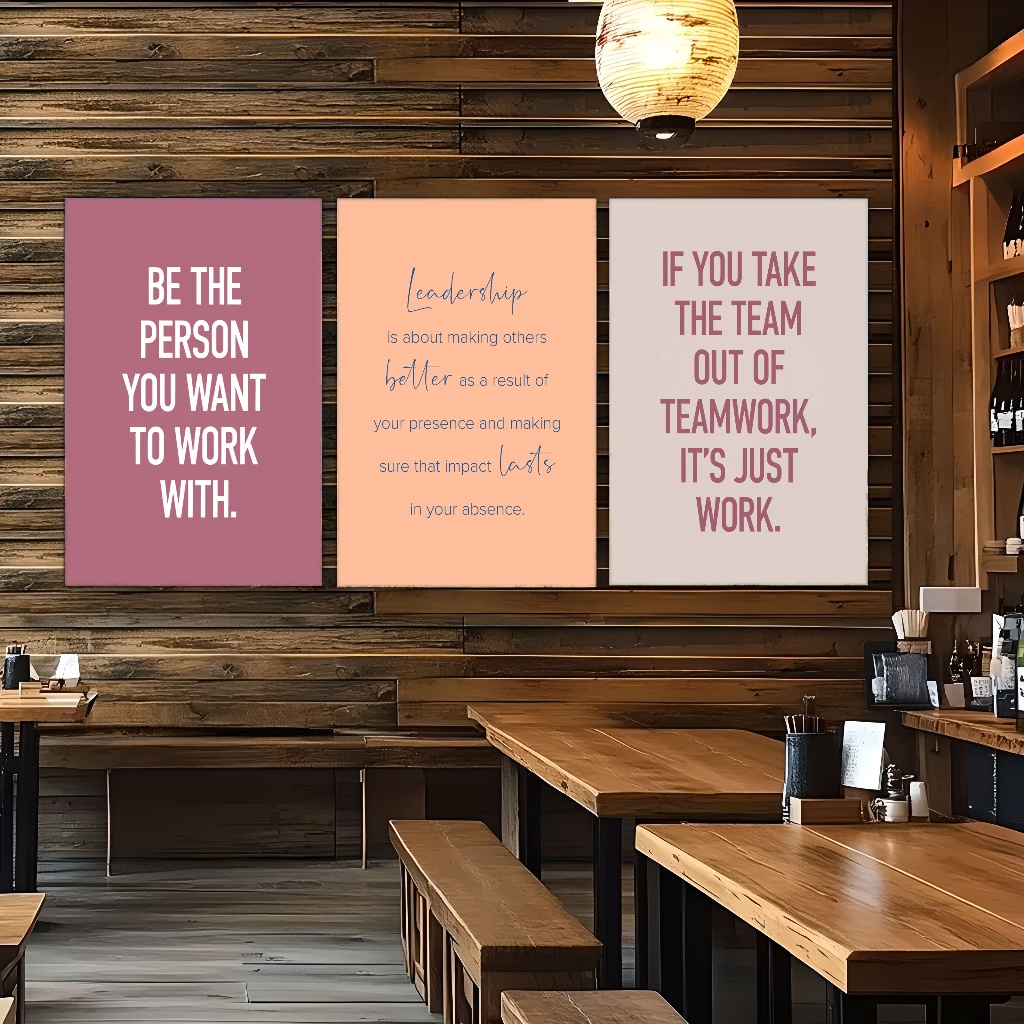 BE THE
PERSON
YOU WANT
TO WORK
WITH.
Leadership
is about making others
better as a result of
your presence and making
sure that impact lasts
in your absence.
IF YOU TAKE
THE TEAM
OUT OF
TEAMWORK,
IT'S JUST
WORK.